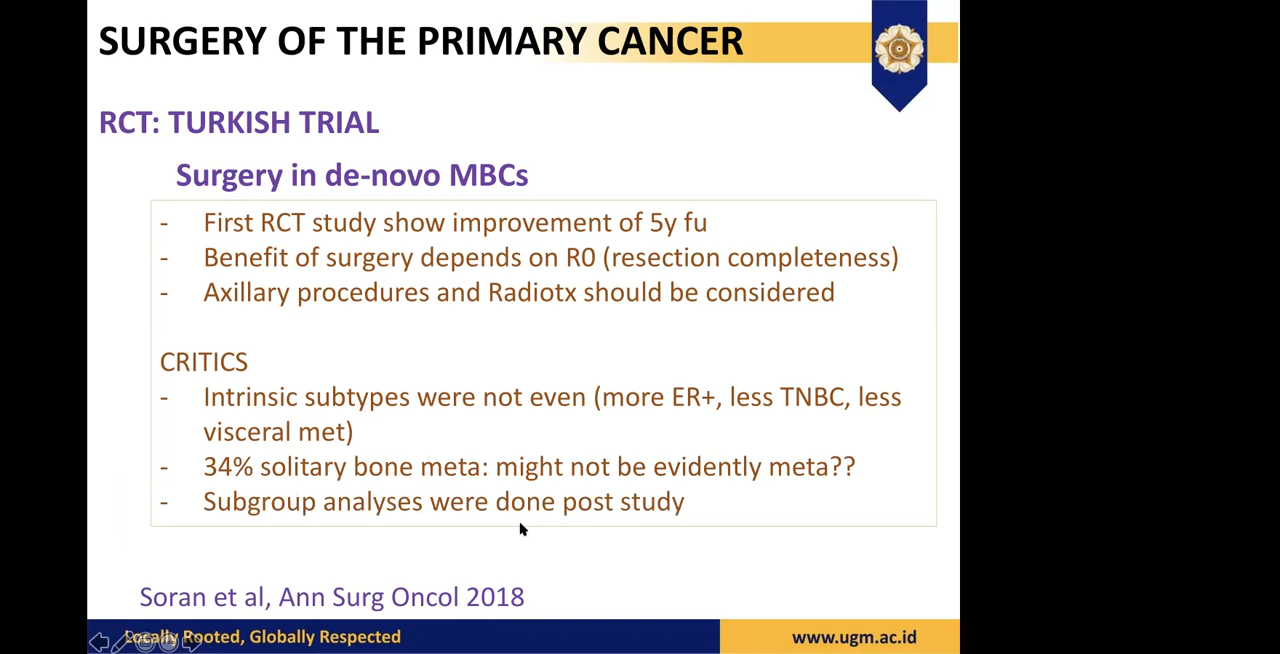 SURGERY OF THE PRIMARY CANCER
RCT: TURKISH TRIAL
Surgery in de-novo MBCs
- First RCT study show improvement of 5y fu
- Benefit of surgery depends on R0 (resection completeness)
- Axillary procedures and Radiotx should be considered
CRITICS
- Intrinsic subtypes were not even (more ER+, less TNBC, less
visceral met)
- 34% solitary bone meta: might not be evidently meta??
- Subgroup analyses were done post study
Soran et al, Ann Surg Oncol 2018
Locally Rooted, Globally Respected
www.ugm.ac.id